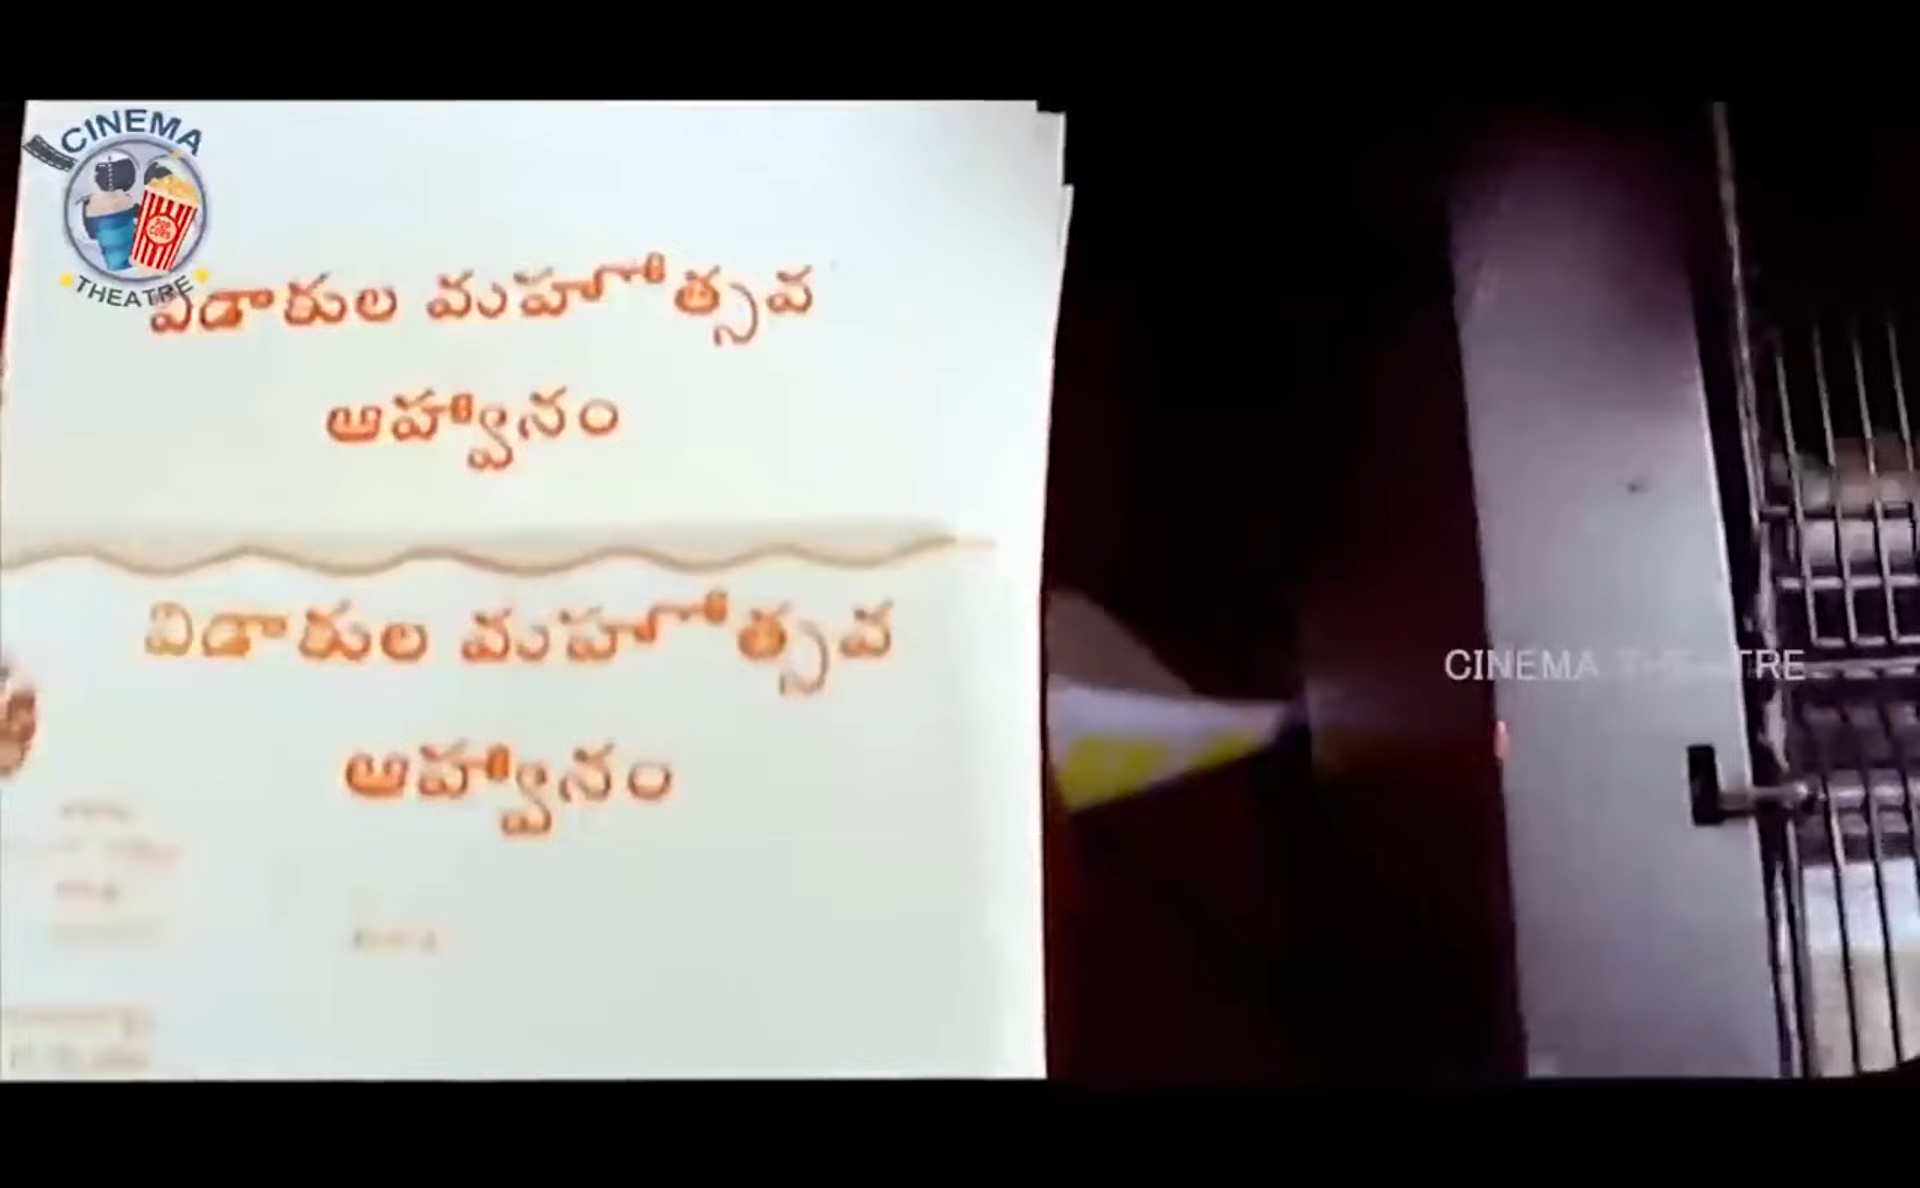 CINEMA
THEATRE
విడాకుల మహోత్సవ
ఆహ్వానం
విడాకుల మహోత్సవ
ఆహ్వానం
CINEMA THEATRE